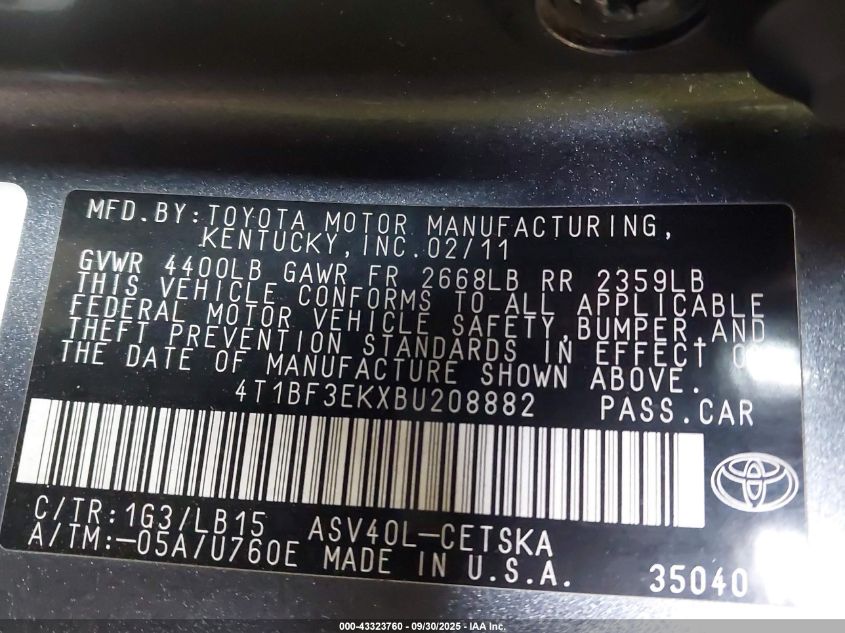 MFD.BY:TOYOTA MOTOR MANUFACTURING,
KENTUCKY,INC.02/11
GVWR 4400LB GAWR FR 2668LB RR 2359LB
THIS VEHICLE CONFORMS TO ALL APPLICABLE
FEDERAL MOTOR VEHICLE SAFETY,BUMPER,AND
THEFT PREVENTION STANDARDS IN EFFECT ON
THE DATE OF MANUFACTURE SHOWN ABOVE.
4T1BF3EKXBU208882 PASS.CAR
C/TR:1G3/LB15 ASV40L-CETSKA
A/TM:-05A/U760E MADE IN U.S.A.
35040
000-43323760 - 09/30/2025 - IAA Inc.